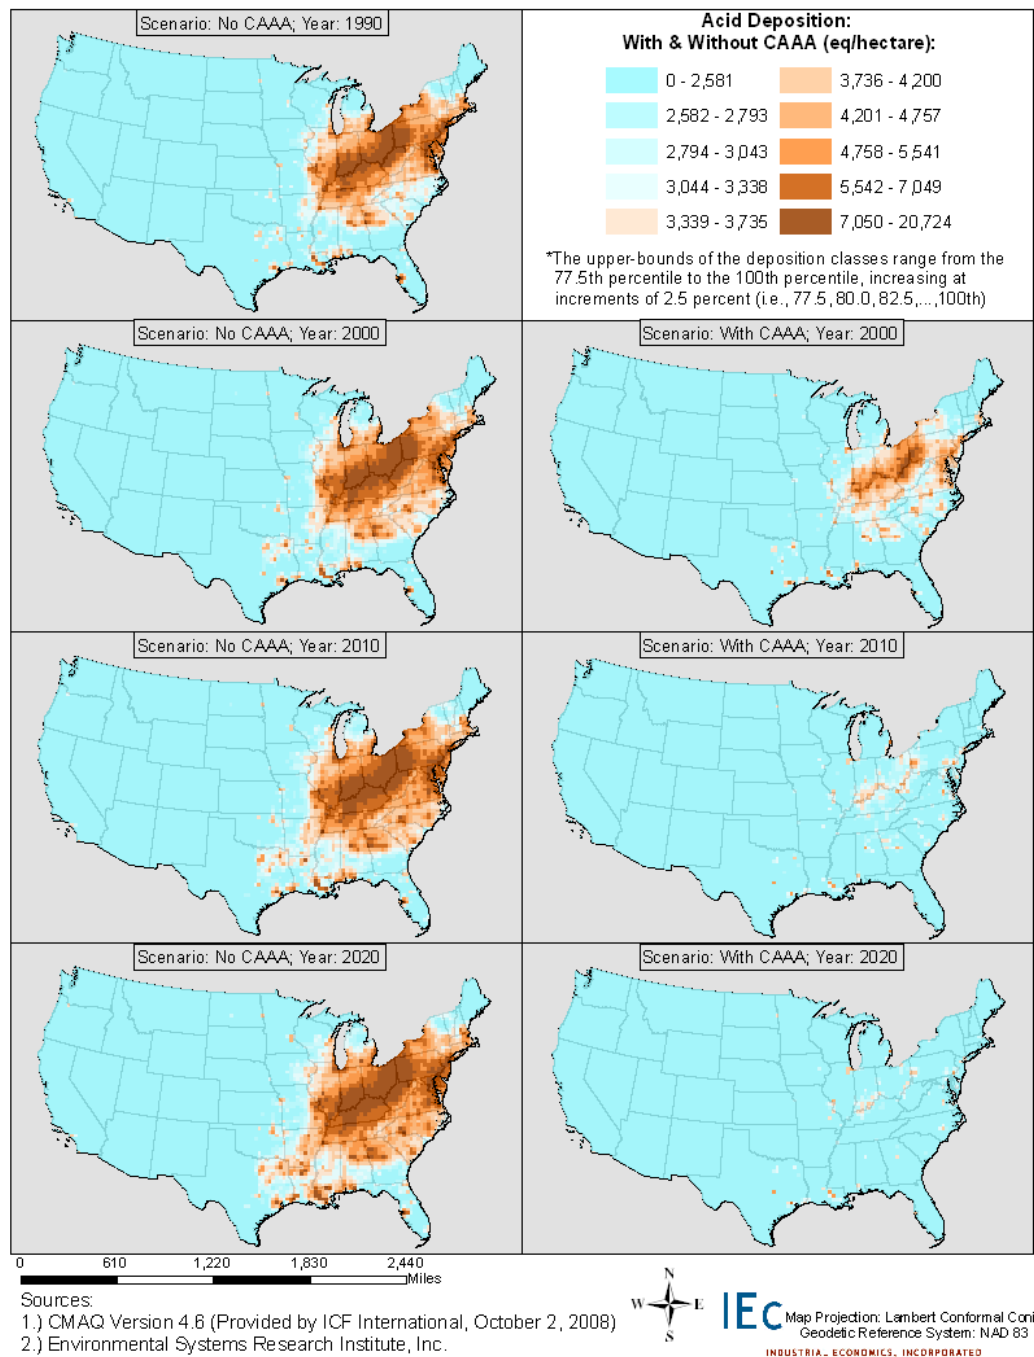 Scenario: No CAAA; Year: 1990
Acid Deposition:
With & Without CAAA (eq/hectare):
0 - 2,581
3,736 - 4,200
2,582 - 2,793
4,201 - 4,757
2,794 - 3,043
4,758 - 5,541
3,044 - 3,338
5,542 - 7,049
3,339 - 3,735
7,050 - 20,724
*The upper-bounds of the deposition classes range from the
77.5th percentile to the 100th percentile, increasing at
increments of 2.5 percent (i.e., 77.5, 80.0, 82.5,...,100th)
Scenario: No CAAA; Year: 2000
Scenario: With CAAA; Year: 2000
Scenario: No CAAA; Year: 2010
Scenario: With CAAA; Year: 2010
Scenario: No CAAA; Year: 2020
Scenario: With CAAA; Year: 2020
0 610 1,220 1,830 2,440
Miles
Sources:
1.) CMAQ Version 4.6 (Provided by ICF International, October 2, 2008)
2.) Environmental Systems Research Institute, Inc.
N
W E
S
IEc
Map Projection: Lambert Conformal Coni
Geodetic Reference System: NAD 83
INDUSTRIAL ECONOMICS, INCORPORATED